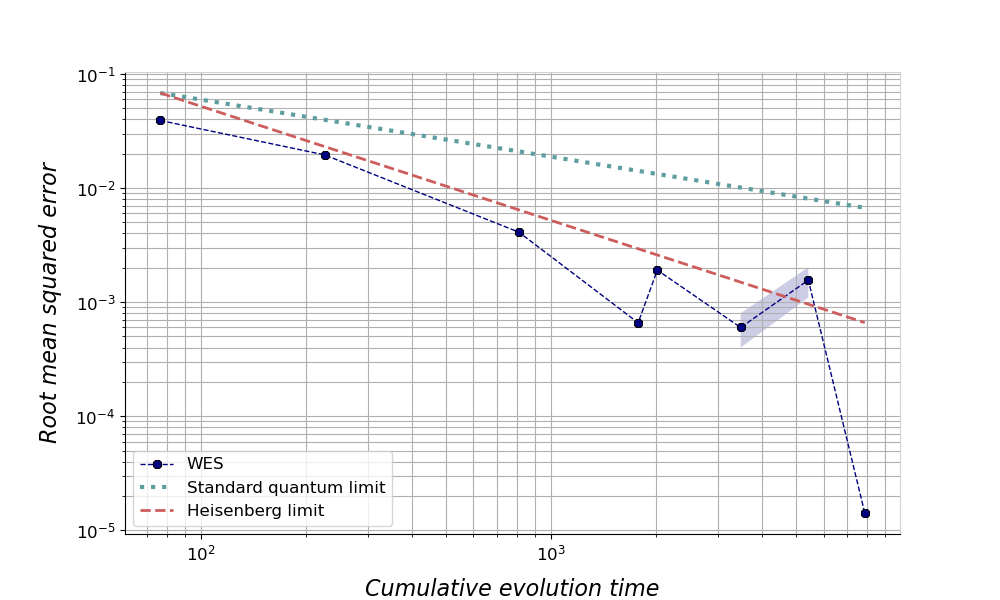 10⁻¹
10⁻²
10⁻³
10⁻⁴
10⁻⁵
Root mean squared error
WES
Standard quantum limit
Heisenberg limit
10² 10³
Cumulative evolution time